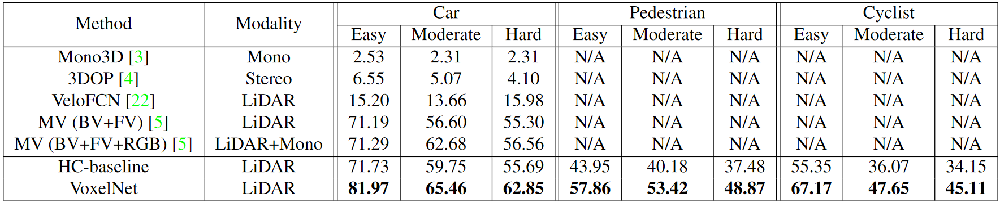 Method Modality Car Pedestrian Cyclist
Easy Moderate Hard Easy Moderate Hard Easy Moderate Hard
Mono3D [3] Mono 2.53 2.31 2.31 N/A N/A N/A N/A N/A N/A
3DOP [4] Stereo 6.55 5.07 4.10 N/A N/A N/A N/A N/A N/A
VeloFCN [22] LiDAR 15.20 13.66 15.98 N/A N/A N/A N/A N/A N/A
MV (BV+FV) [5] LiDAR 71.19 56.60 55.30 N/A N/A N/A N/A N/A N/A
MV (BV+FV+RGB) [5] LiDAR+Mono 71.29 62.68 56.56 N/A N/A N/A N/A N/A N/A
HC-baseline LiDAR 71.73 59.75 55.69 43.95 40.18 37.48 55.35 36.07 34.15
VoxelNet LiDAR 81.97 65.46 62.85 57.86 53.42 48.87 67.17 47.65 45.11